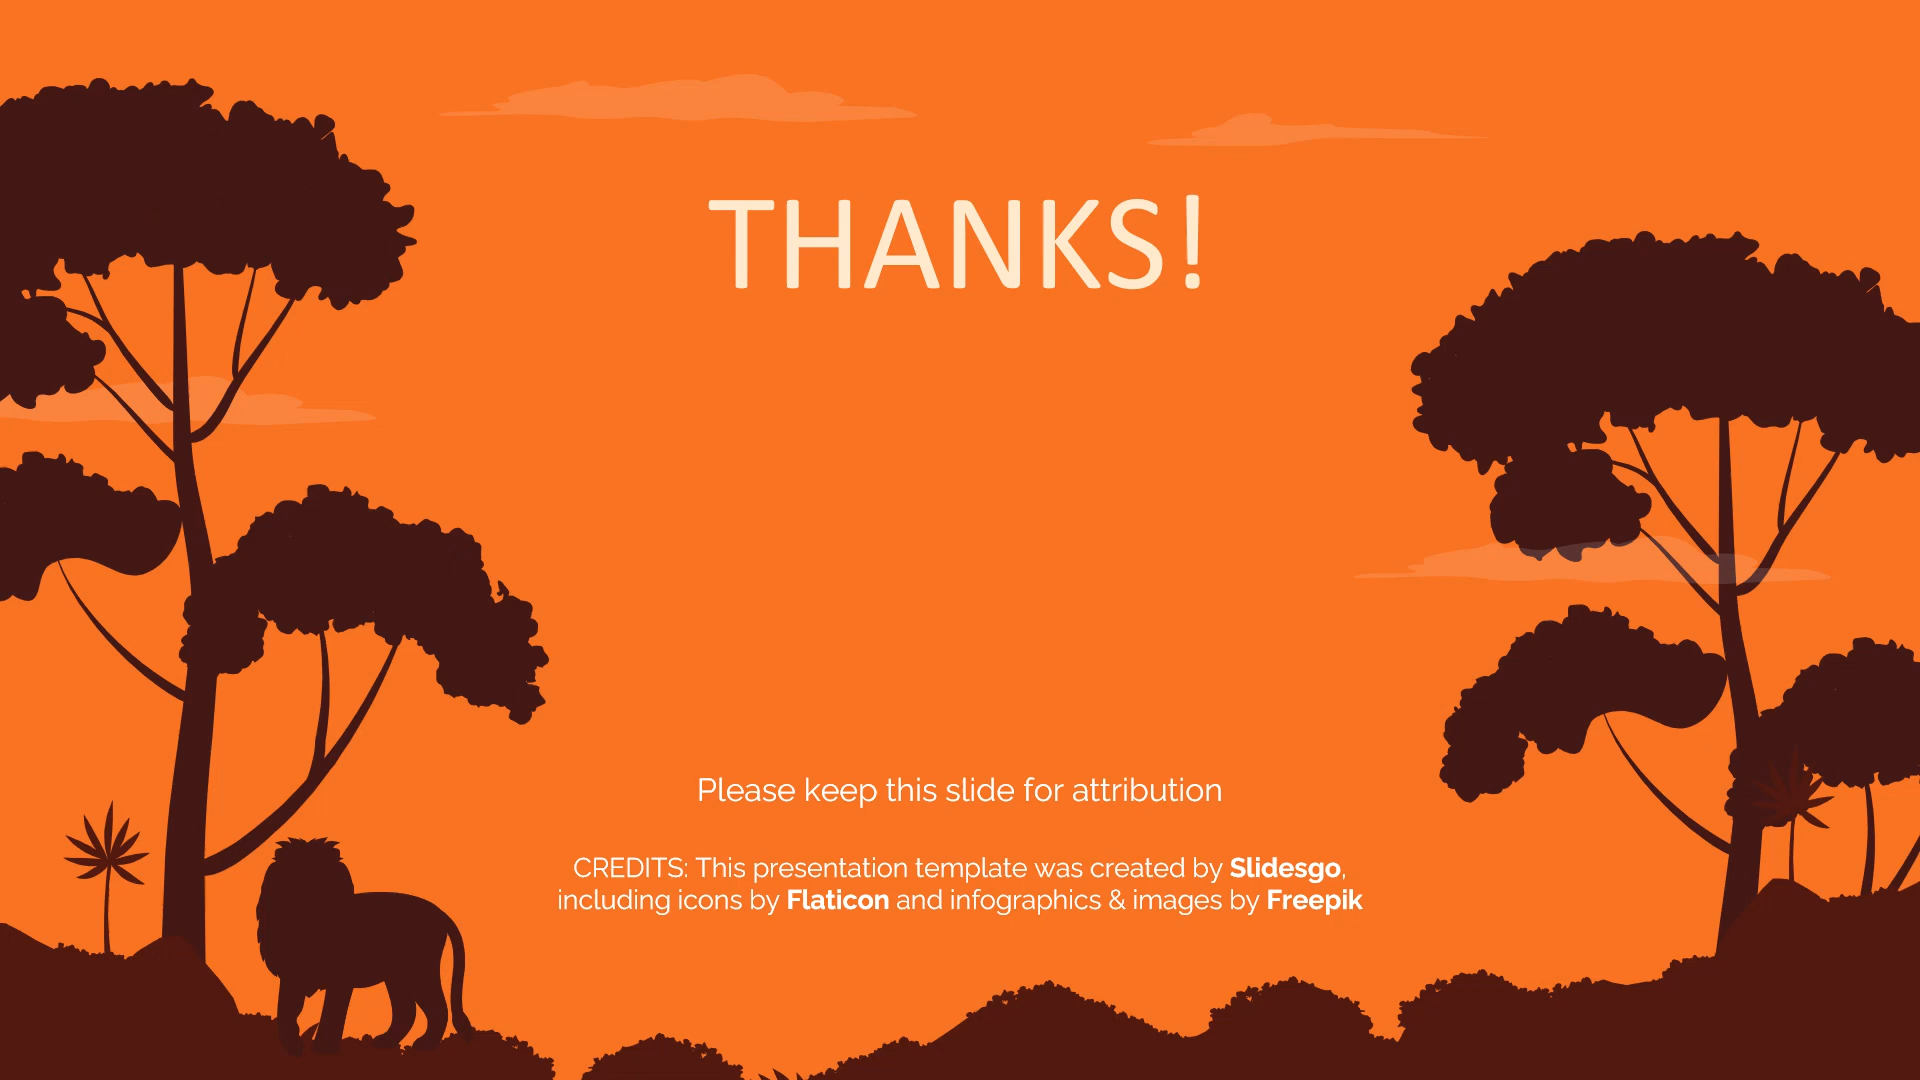 THANKS!
Please keep this slide for attribution
CREDITS: This presentation template was created by Slidesgo,
including icons by Flaticon and infographics & images by Freepik